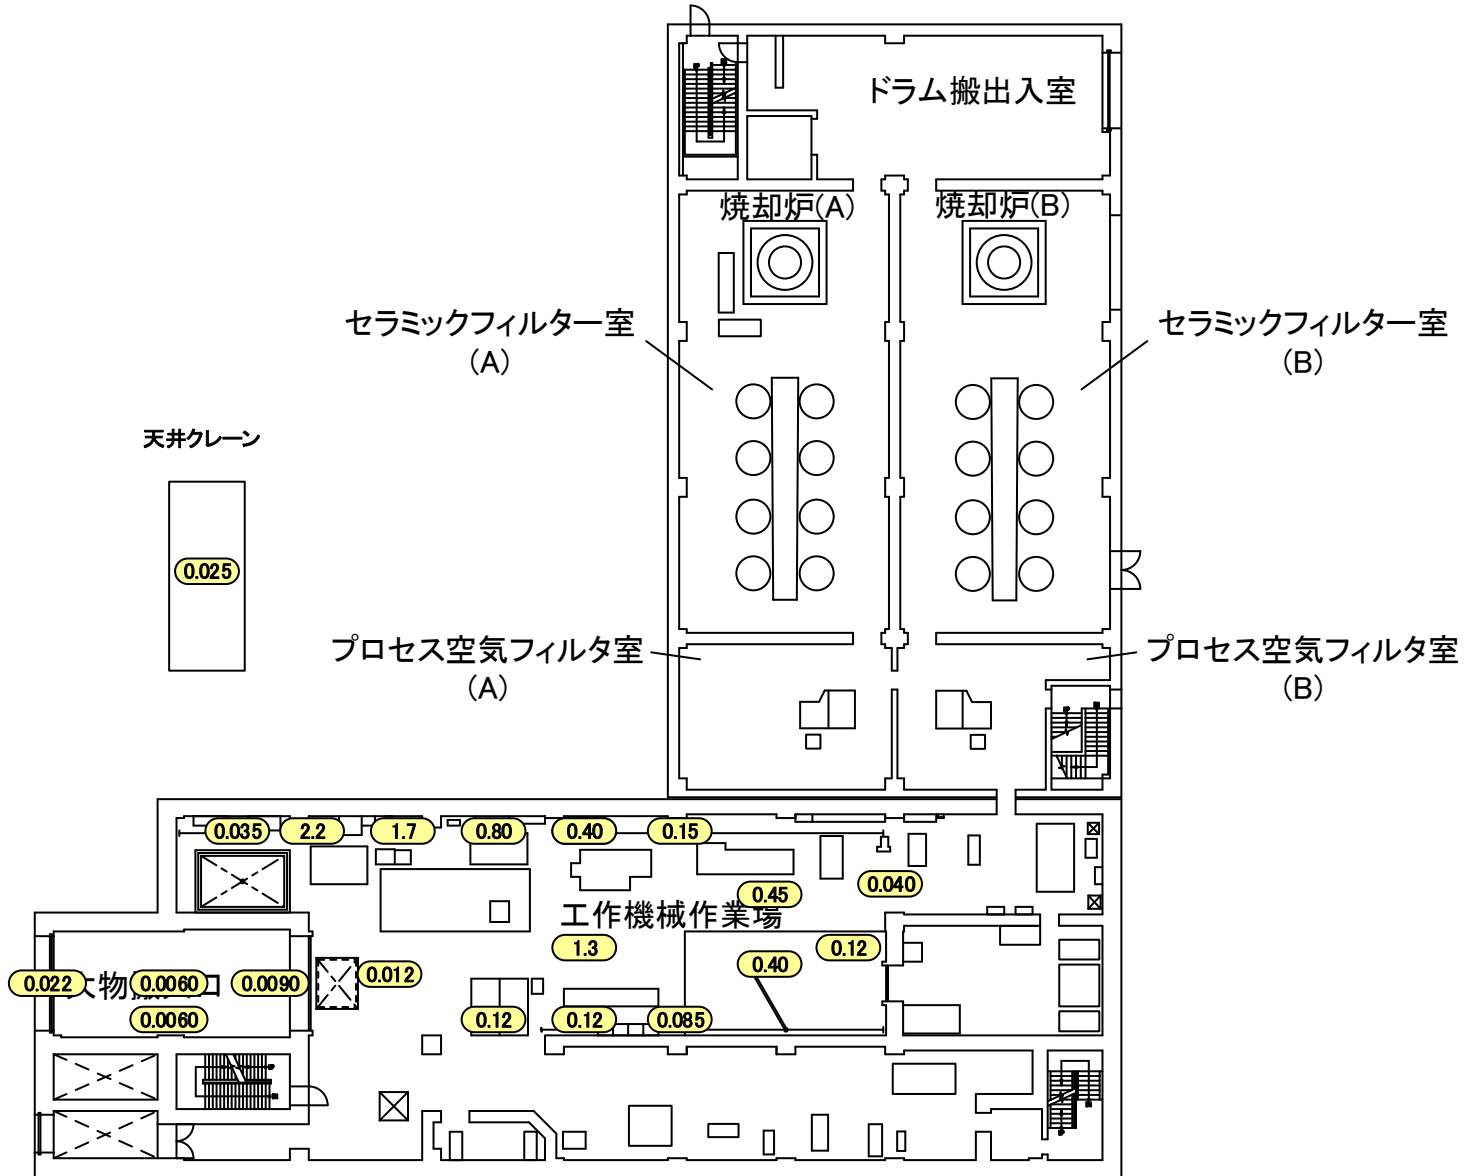 ドラム搬出入室
焼却炉(A)
焼却炉(B)
セラミックフィルター室
(A)
セラミックフィルター室
(B)
天井クレーン
0.025
プロセス空気フィルタ室
(A)
プロセス空気フィルタ室
(B)
0.035
2.2
1.7
0.80
0.40
0.15
0.040
0.45
工作機械作業場
1.3
0.12
0.40
0.012
0.022
0.0060
0.0090
0.0060
0.12
0.12
0.085